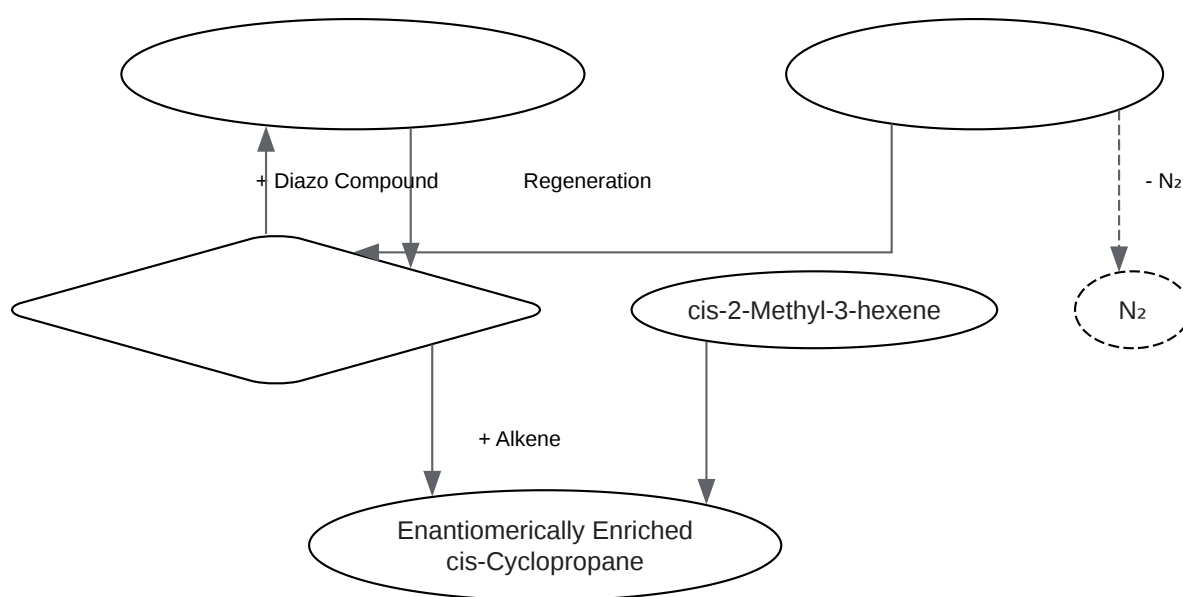 + Diazo Compound
Regeneration
- N₂
cis-2-Methyl-3-hexene
N₂
+ Alkene
Enantiomerically Enriched
cis-Cyclopropane